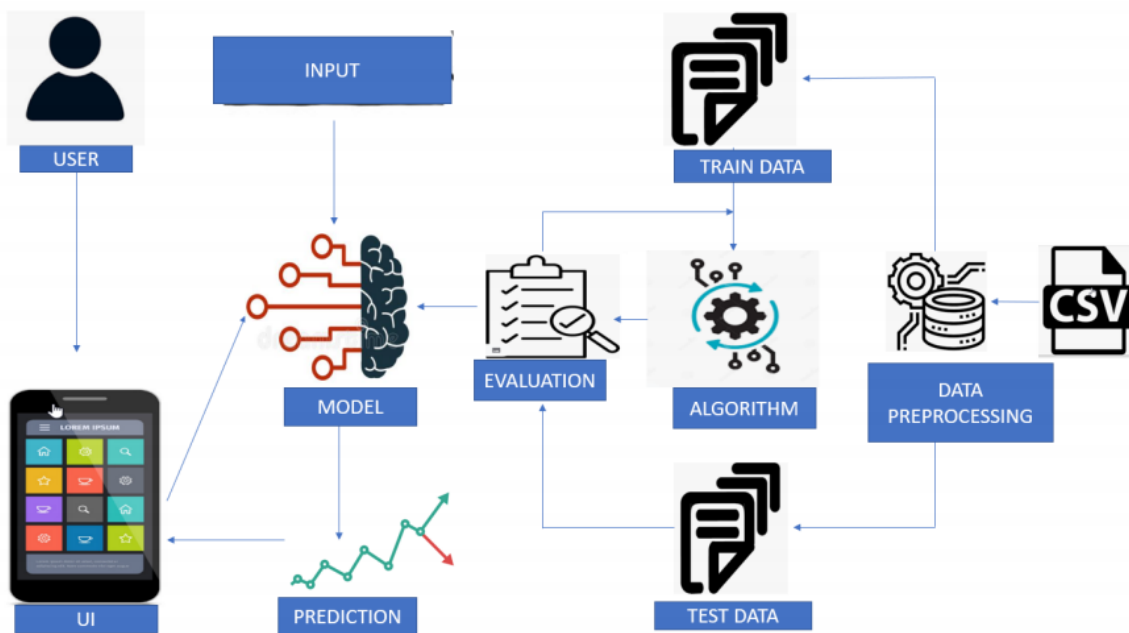 INPUT
USER
TRAIN DATA
CSV
EVALUATION
MODEL
ALGORITHM
DATA
PREPROCESSING
LOREM IPSUM
UI
PREDICTION
TEST DATA